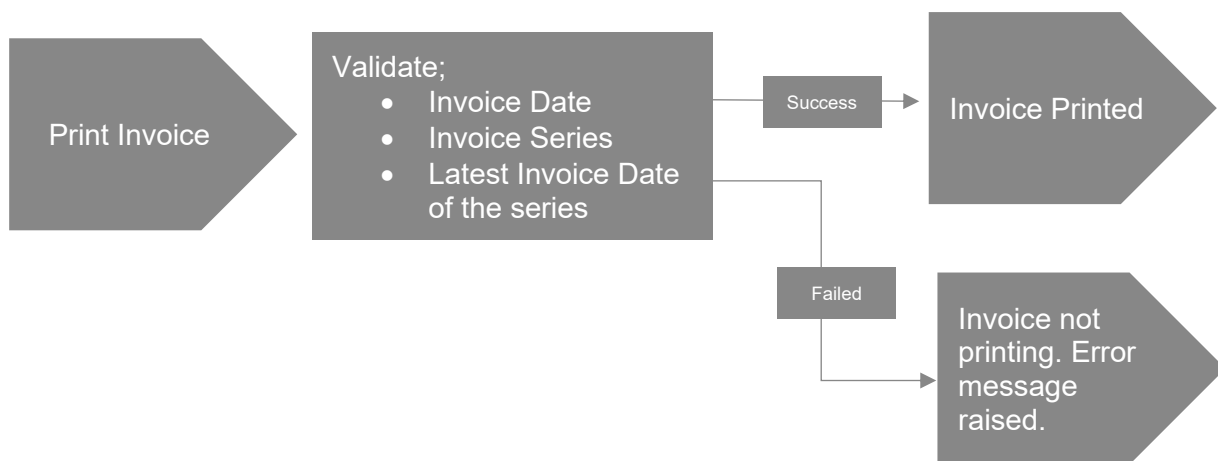 Print Invoice
Validate;
• Invoice Date
• Invoice Series
• Latest Invoice Date
of the series
Success
Invoice Printed
Failed
Invoice not
printing. Error
message
raised.